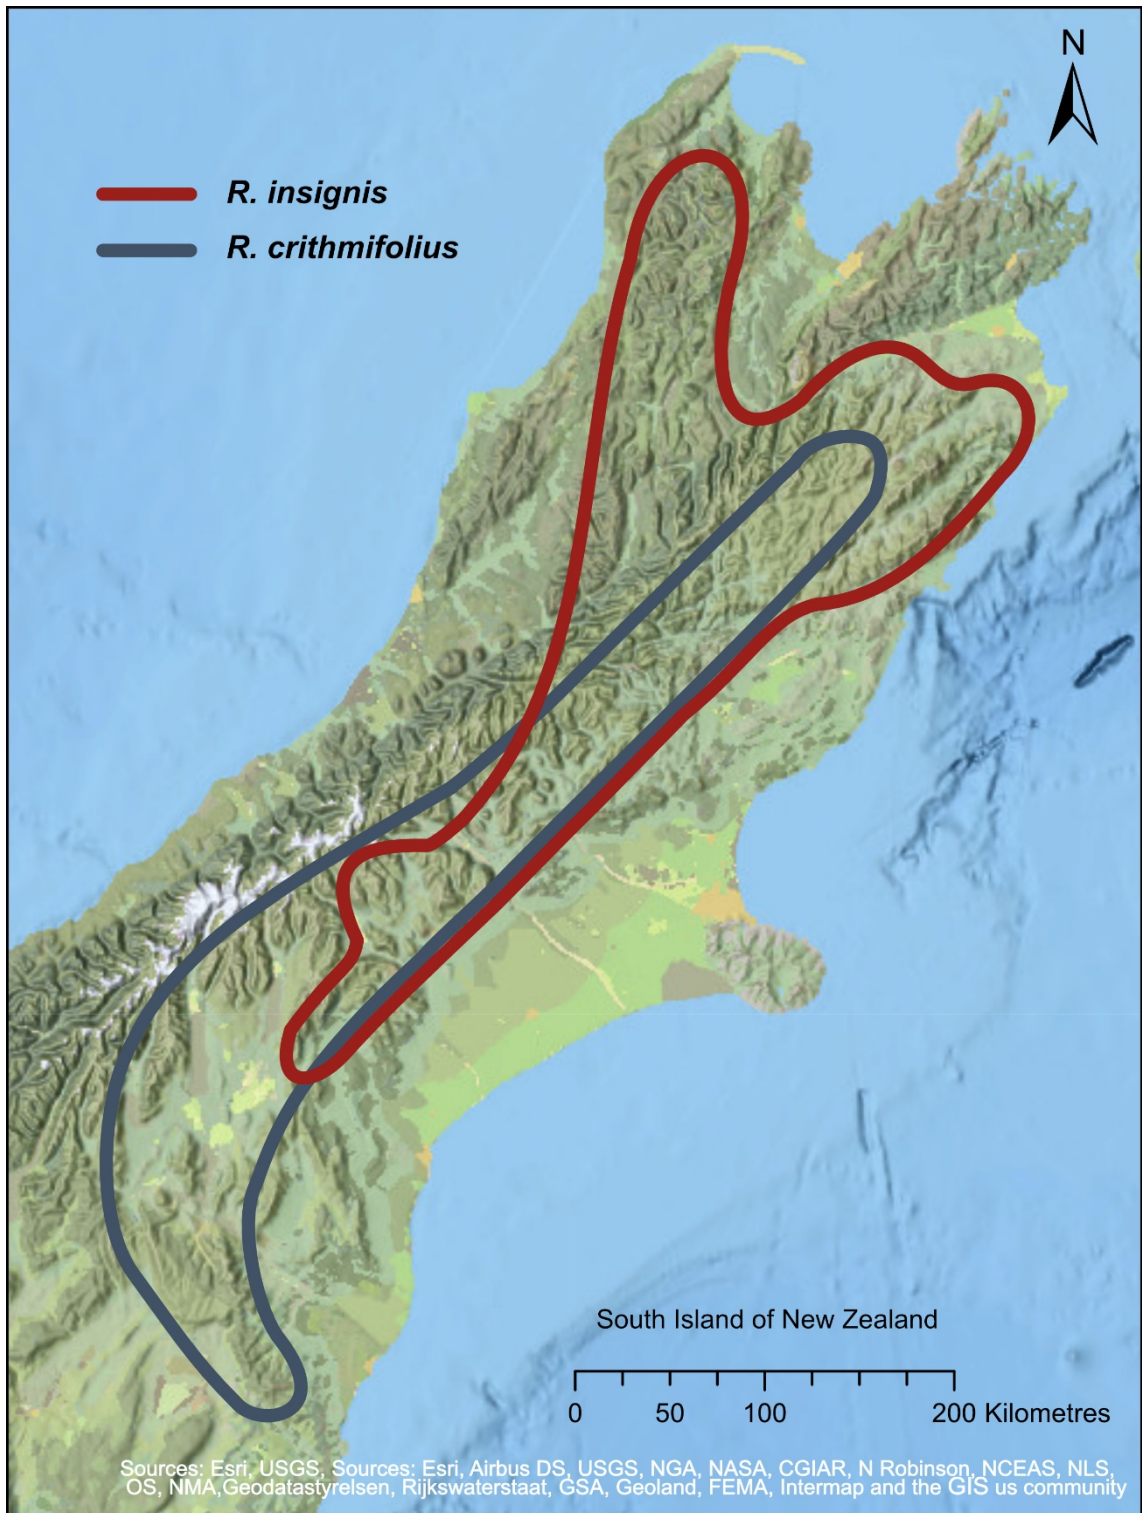 N
R. insignis
R. crithmifolius
South Island of New Zealand
0 50 100 200 Kilometres
Sources: Esri, USGS, Sources: Esri, Airbus DS, USGS, NGA, NASA, CGIAR, N Robinson, NCEAS, NLS,
OS, NMA,Geodatastyrelsen, Rijkswaterstaat, GSA, Geoland, FEMA, Intermap and the GIS us community